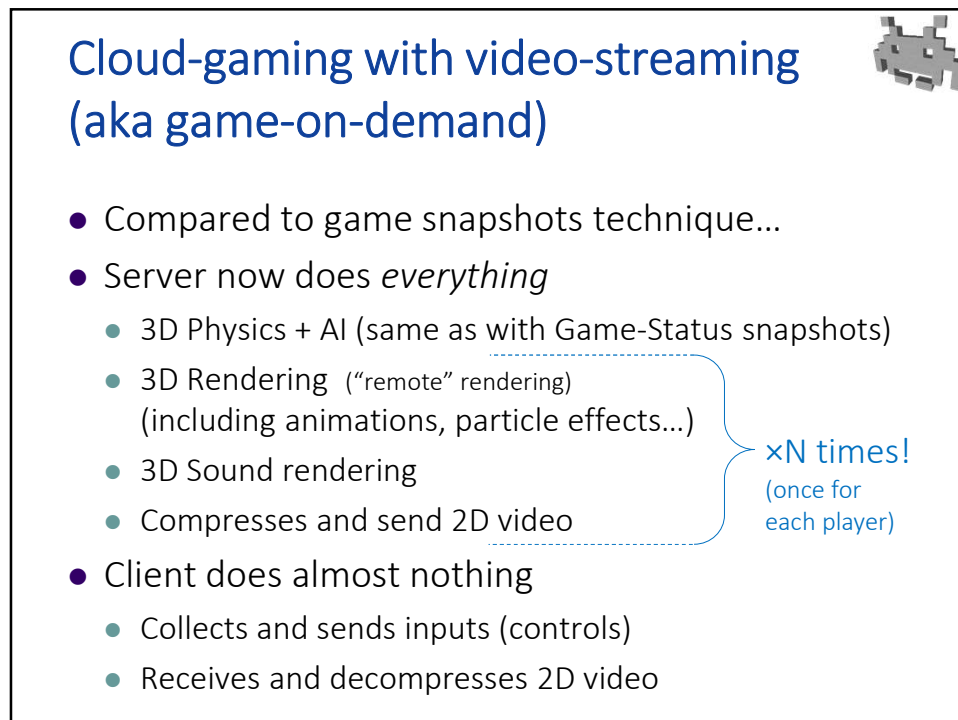 Cloud-gaming with video-streaming
(aka game-on-demand)
Compared to game snapshots technique…
Server now does everything
3D Physics + AI (same as with Game-Status snapshots)
3D Rendering (“remote” rendering)
(including animations, particle effects…)
3D Sound rendering
Compresses and send 2D video
×N times!
(once for
each player)
Client does almost nothing
Collects and sends inputs (controls)
Receives and decompresses 2D video